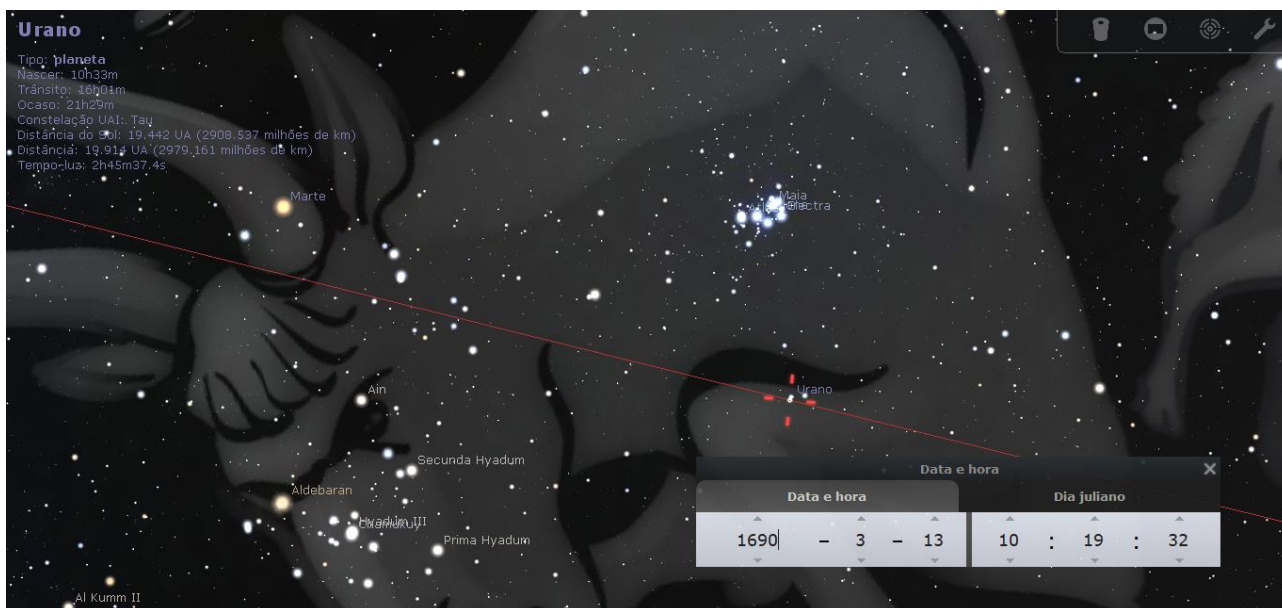 Urano
Tipo: planeta
Nascer: 10h33m
Trânsito: 16h01m
Ocaso: 21h29m
Constelação UAI: Tau
Distância do Sol: 19.442 UA (2908.537 milhões de km)
Distância: 19.914 UA (2979.161 milhões de km)
Tempo-luz: 2h45m37.4s
Marte
Maia
Electra
Urano
Ain
Secunda Hyadum
Aldebaran
Hyadum III
Prima Hyadum
Al Kumm II
Data e hora
Data e hora Dia juliano
1690 – 3 – 13 10 : 19 : 32